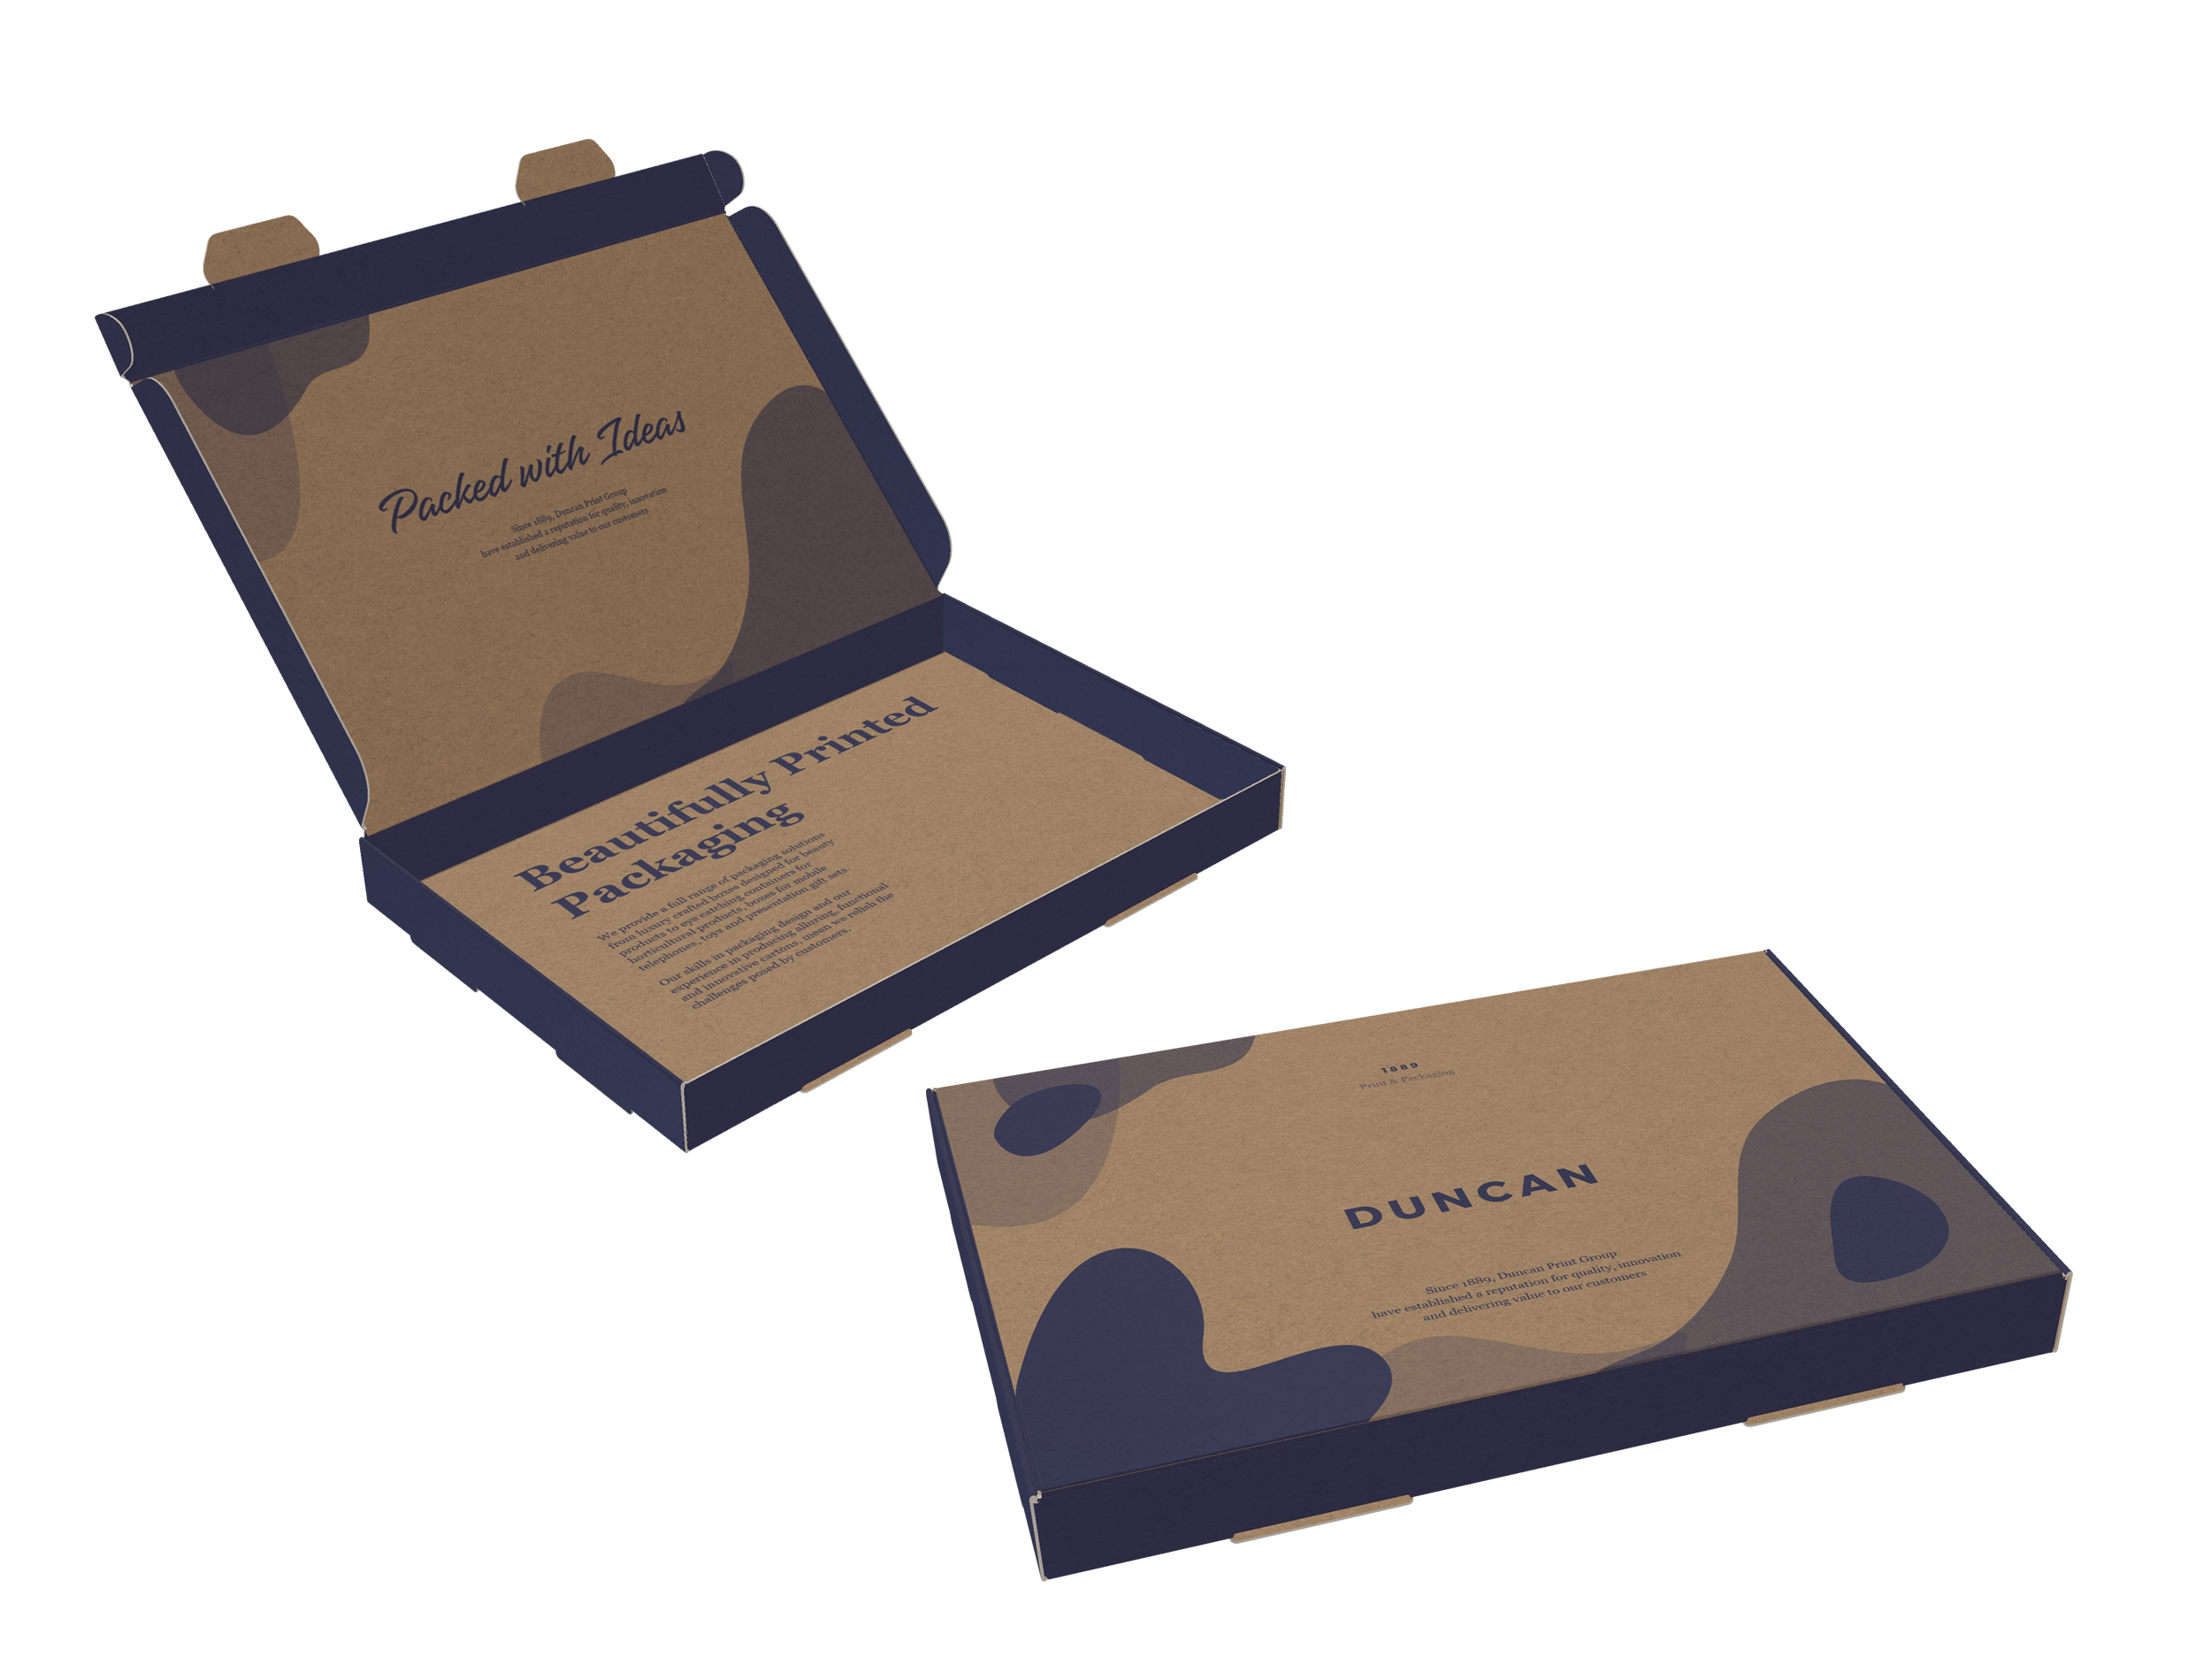 Packed with Ideas
Since 1889, Duncan Print Group
have established a reputation for quality, innovation
and delivering value to our customers
Beautifully Printed
Packaging
We provide a full range of packaging solutions
from luxury crafted boxes designed for beauty
products to eye catching containers for
horticultural products, boxes for mobile
telephones, toys and presentation gift sets.
Our skills in packaging design and our
experience in producing alluring, functional
and innovative cartons, mean we relish the
challenges posed by customers.
1889
Print & Packaging
DUNCAN
Since 1889, Duncan Print Group
have established a reputation for quality, innovation
and delivering value to our customers